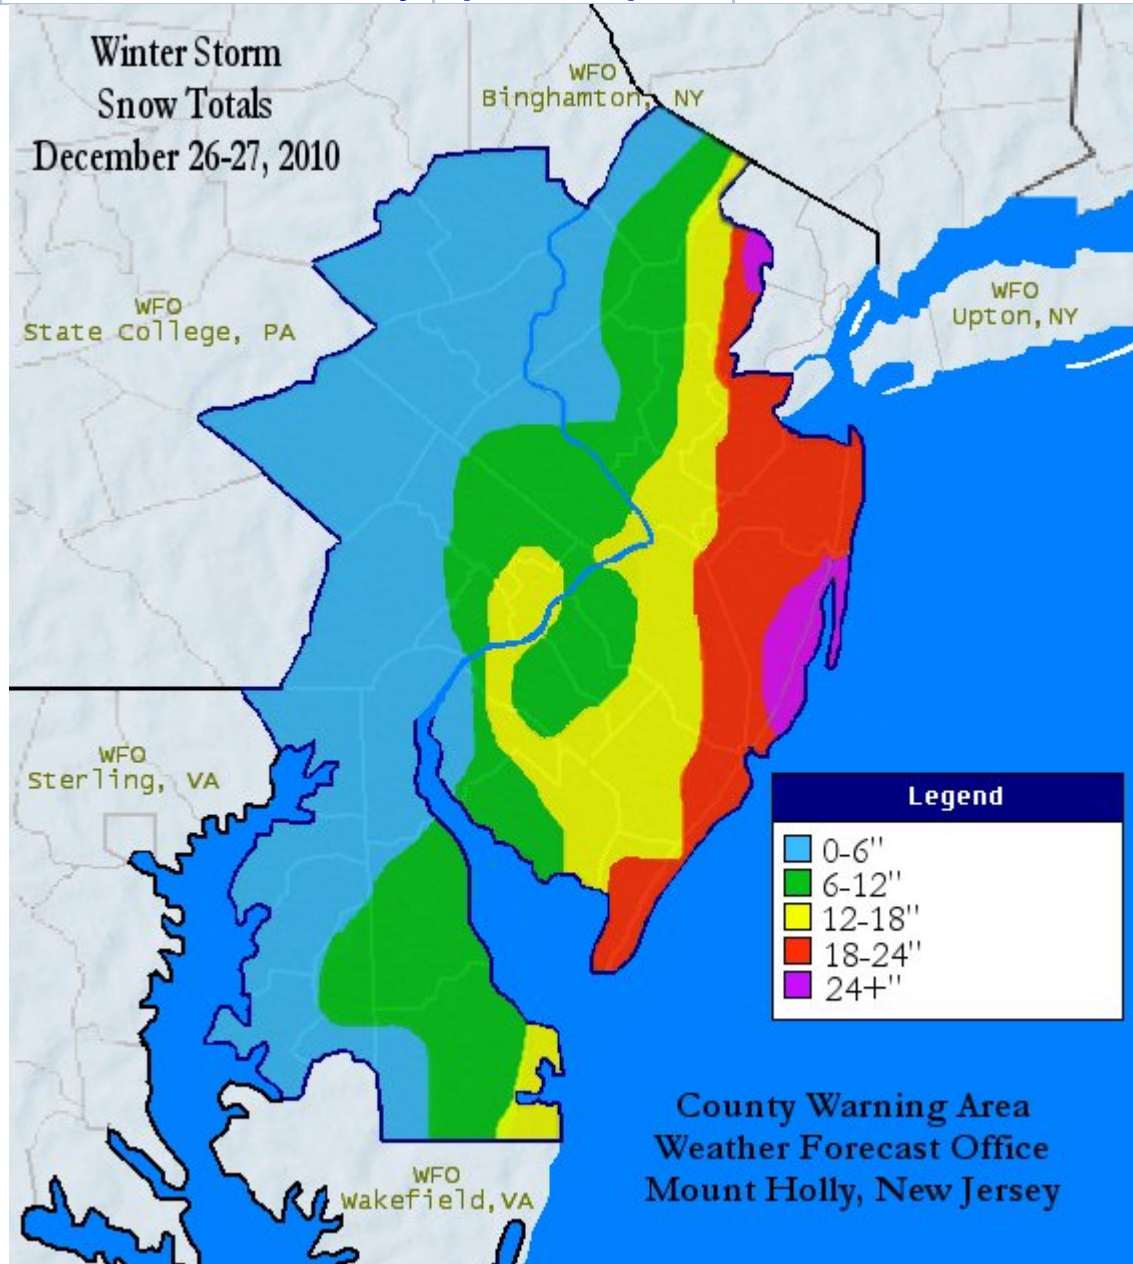 Winter Storm
Snow Totals
December 26-27, 2010
WFO
Binghamton, NY
WFO
State College, PA
WFO
Upton, NY
WFO
Sterling, VA
Legend
0-6"
6-12"
12-18"
18-24"
24+"
County Warning Area
Weather Forecast Office
Mount Holly, New Jersey
WFO
Wakefield, VA